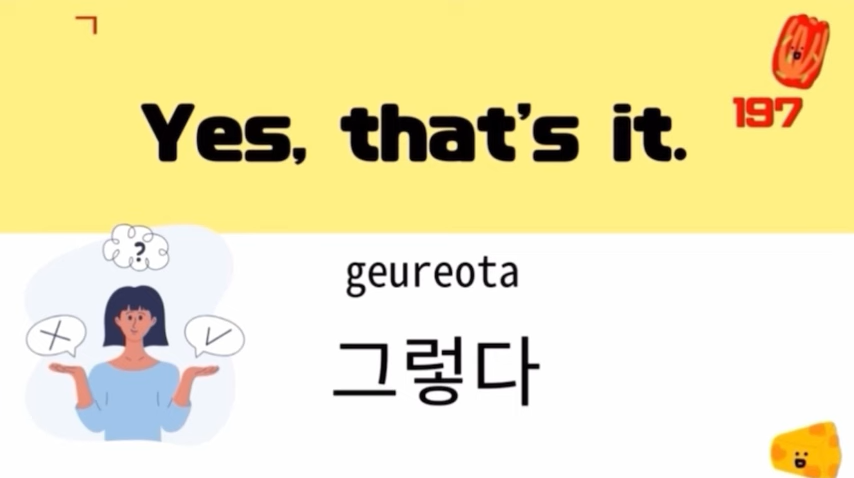 Yes, that's it.
197
?
geureota
그렇다